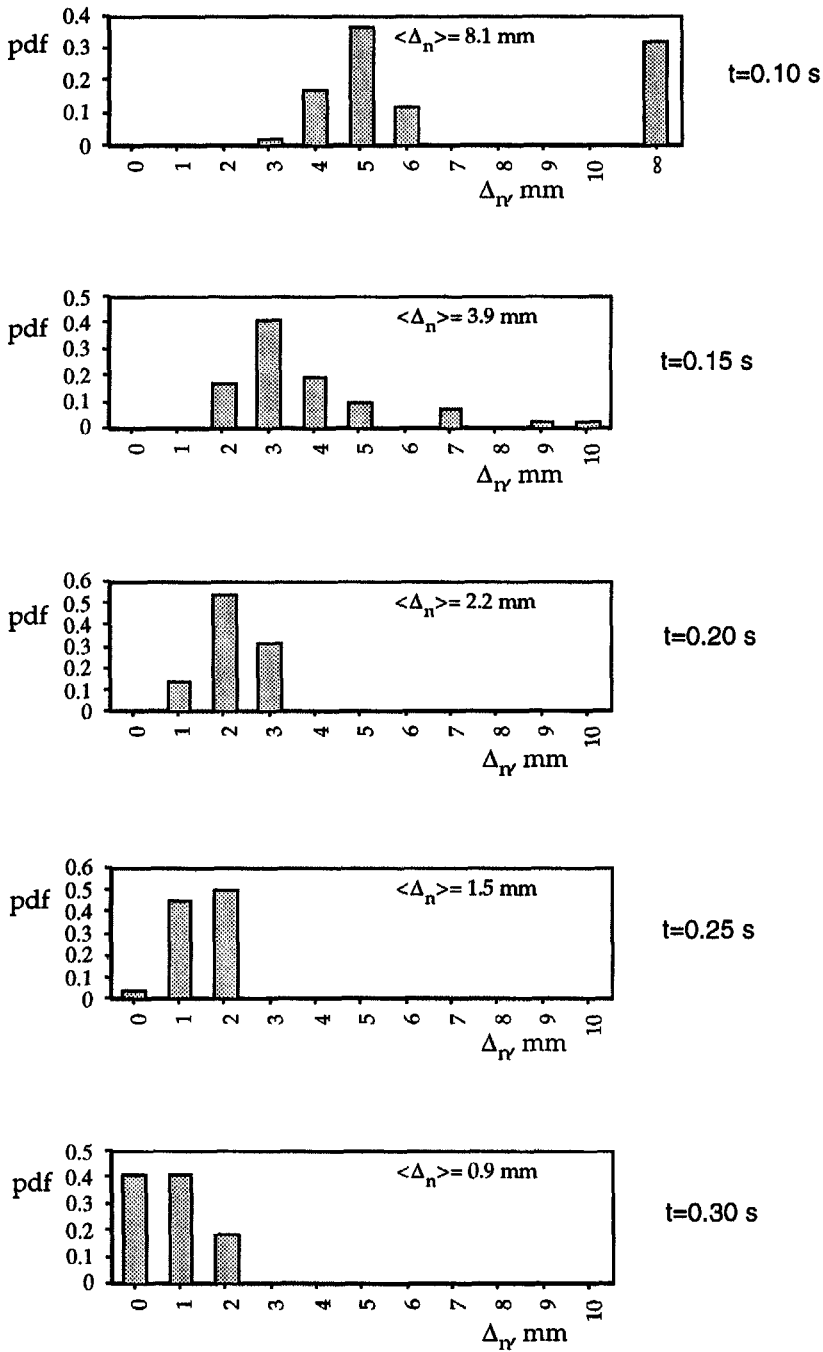 0.4
pdf
0.3
0.2
0.1
0
<Δn>= 8.1 mm
t=0.10 s
0 1 2 3 4 5 6 7 8 9 10 ∞
Δn, mm
0.5
pdf
0.4
0.3
0.2
0.1
0
<Δn>= 3.9 mm
t=0.15 s
0 1 2 3 4 5 6 7 8 9 10
Δn, mm
0.6
pdf
0.5
0.4
0.3
0.2
0.1
0
<Δn>= 2.2 mm
t=0.20 s
0 1 2 3 4 5 6 7 8 9 10
Δn, mm
0.6
pdf
0.5
0.4
0.3
0.2
0.1
0
<Δn>= 1.5 mm
t=0.25 s
0 1 2 3 4 5 6 7 8 9 10
Δn, mm
0.5
pdf
0.4
0.3
0.2
0.1
0
<Δn>= 0.9 mm
t=0.30 s
0 1 2 3 4 5 6 7 8 9 10
Δn, mm